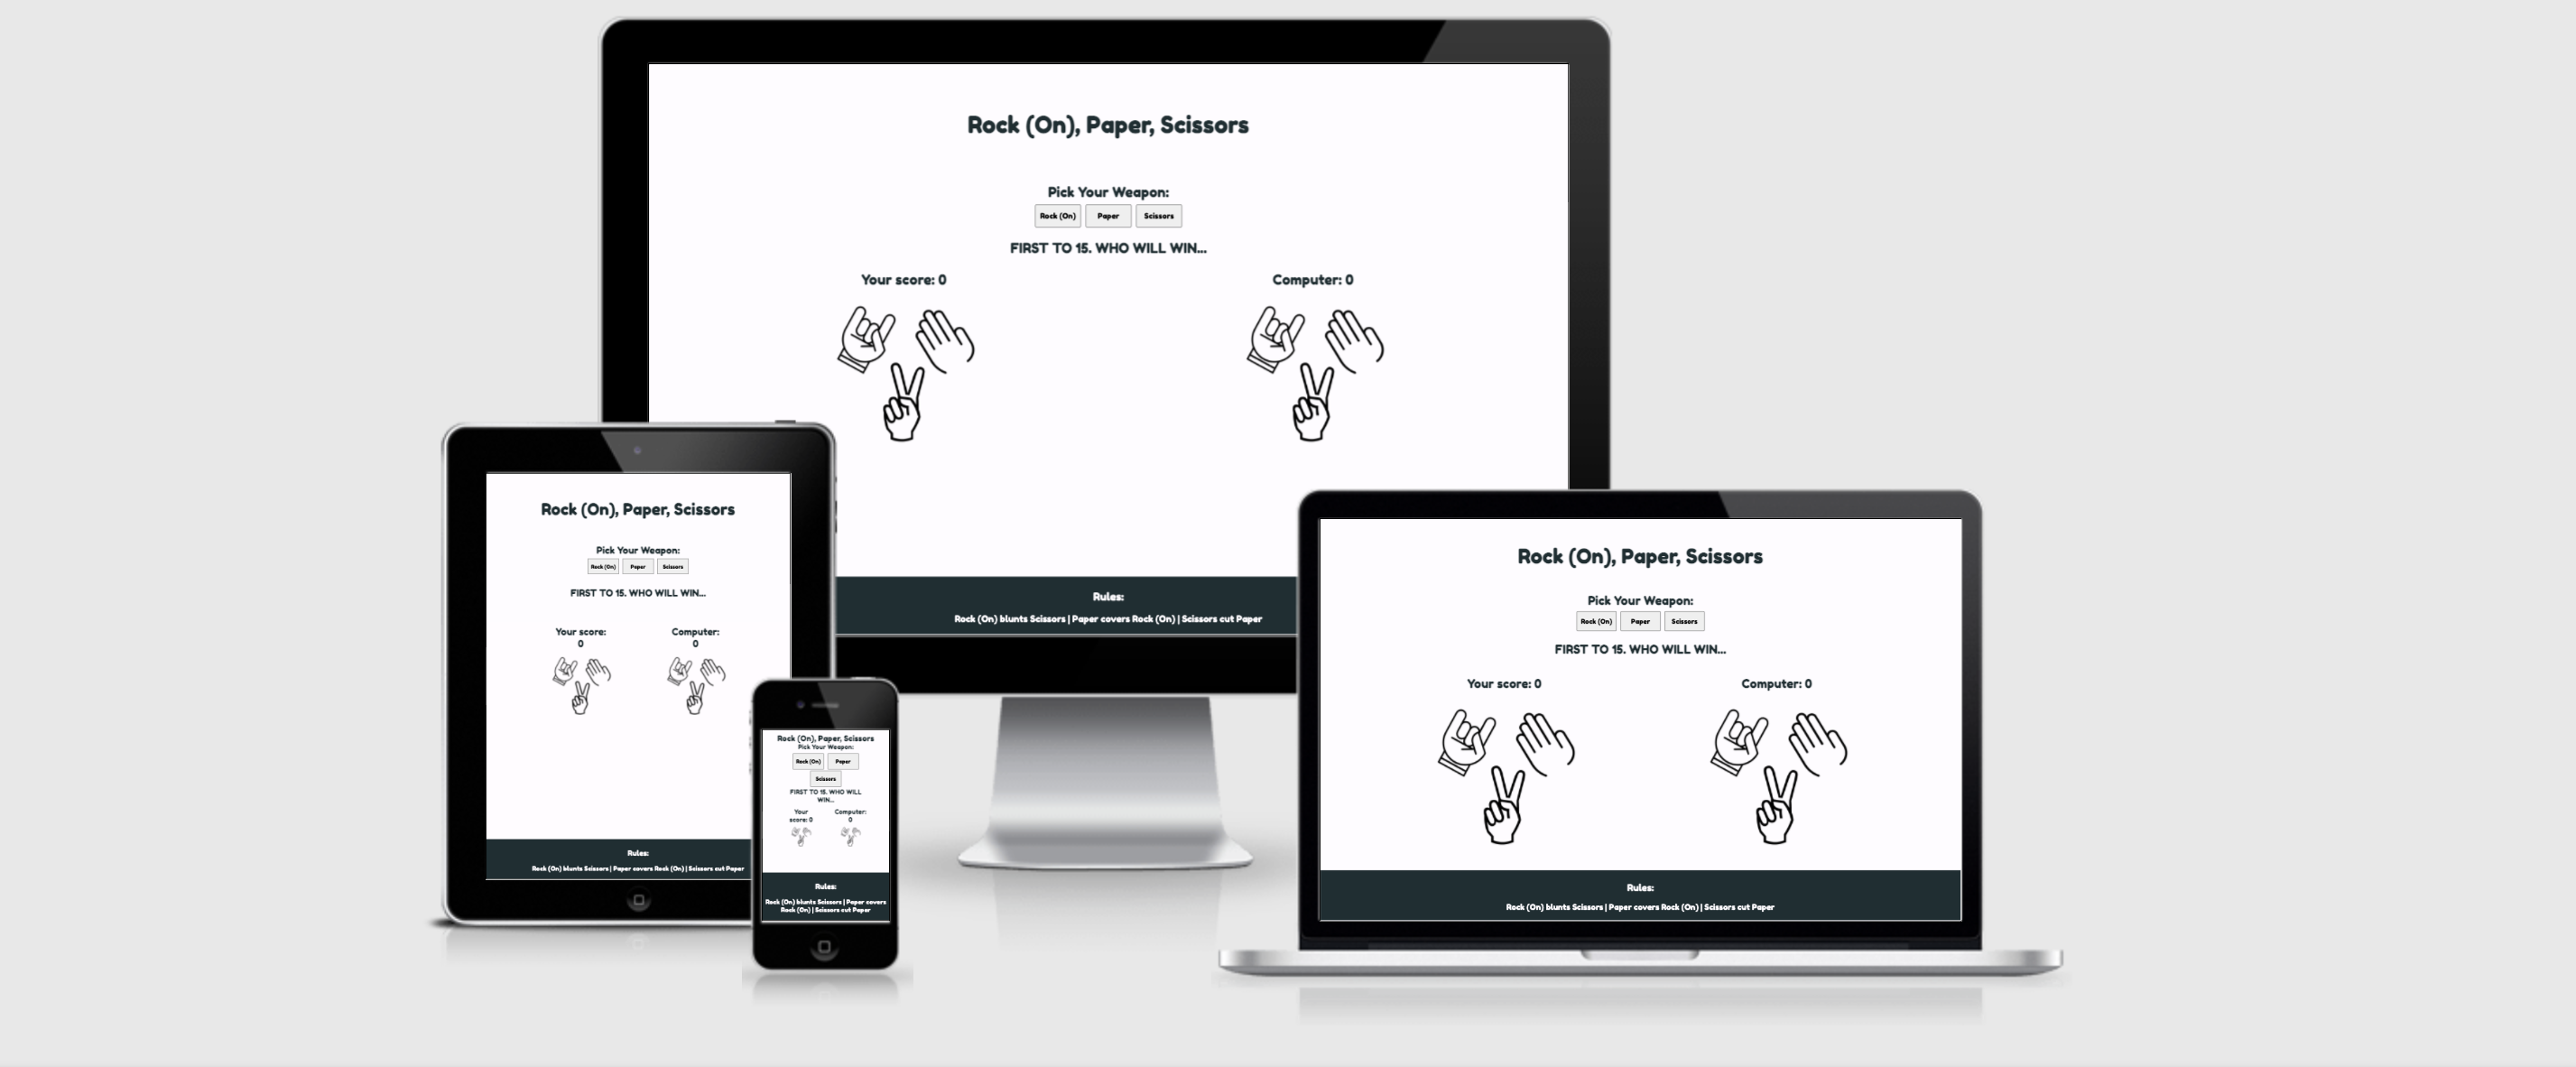 Rock (On), Paper, Scissors
Pick Your Weapon:
Rock (On) Paper Scissors
FIRST TO 15. WHO WILL WIN...
Your score: 0 Computer: 0
Rules:
Rock (On) blunts Scissors | Paper covers Rock (On) | Scissors cut Paper
Rock (On), Paper, Scissors
Pick Your Weapon:
Rock (On) Paper Scissors
FIRST TO 15. WHO WILL WIN...
Your score: Computer:
0 0
Rules:
Rock (On) blunts Scissors | Paper covers Rock (On) | Scissors cut Paper
Rock (On), Paper, Scissors
Pick Your Weapon:
Rock (On) Paper
Scissors
FIRST TO 15. WHO WILL
WIN...
Your Computer:
score: 0 0
Rules:
Rock (On) blunts Scissors | Paper covers
Rock (On) | Scissors cut Paper
Rock (On), Paper, Scissors
Pick Your Weapon:
Rock (On) Paper Scissors
FIRST TO 15. WHO WILL WIN...
Your score: 0 Computer: 0
Rules:
Rock (On) blunts Scissors | Paper covers Rock (On) | Scissors cut Paper